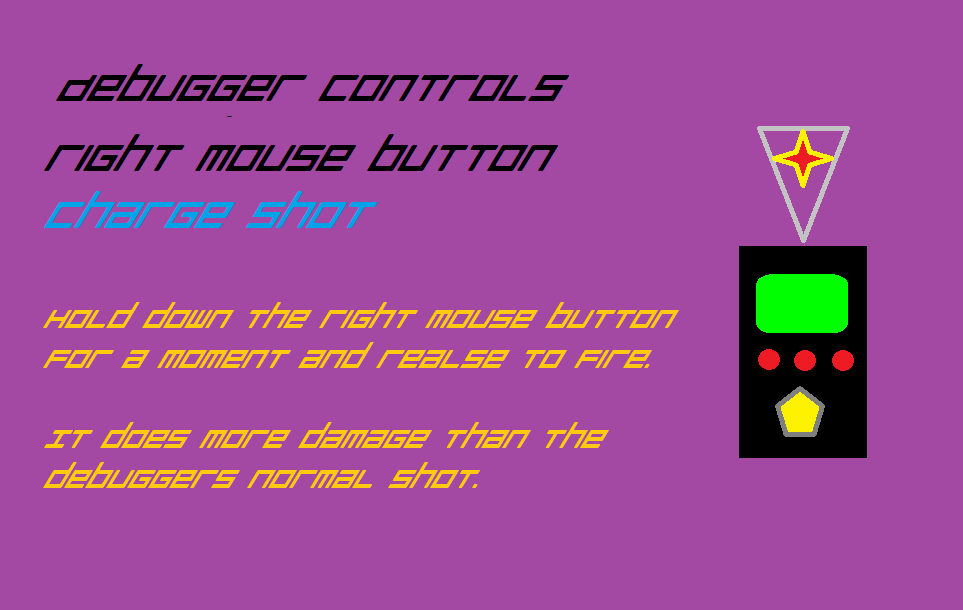 debugger controls
right mouse button
charge shot
Hold down the right mouse button
for a moment and realse to fire.
It does more damage than the
debuggers normal shot.